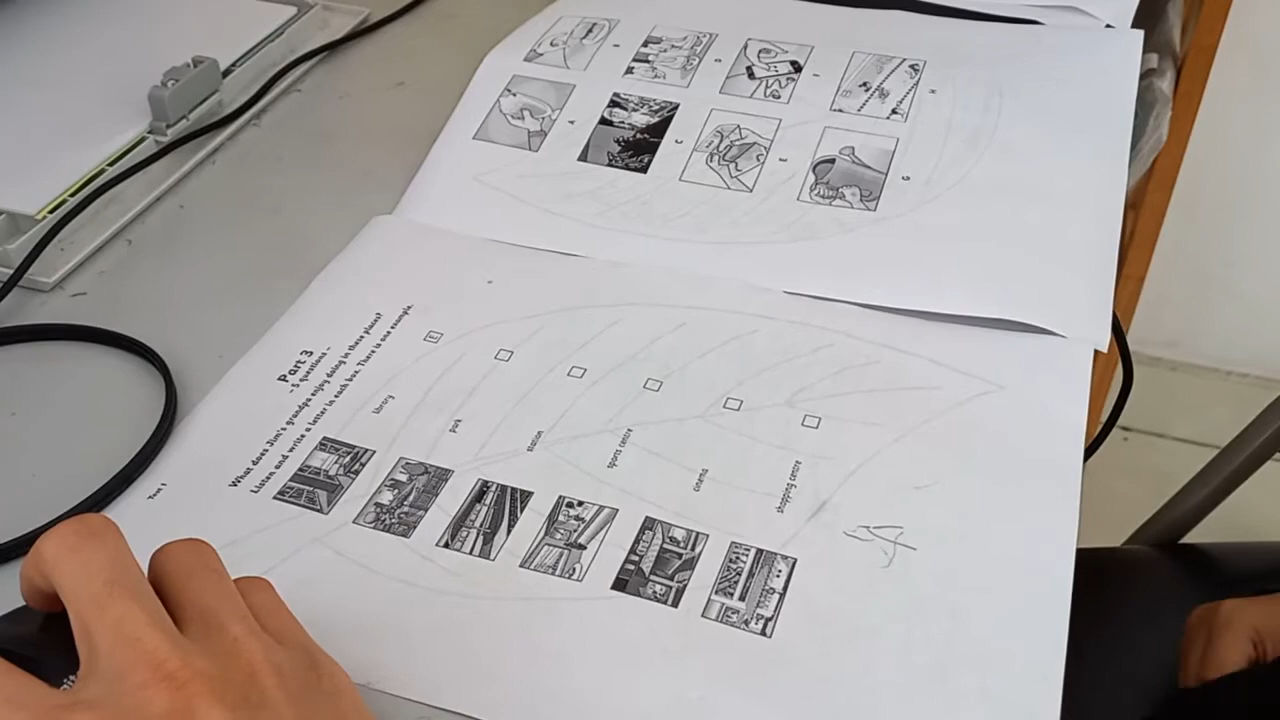 Test 1
Part 3
– 5 questions –
What does Jim's grandpa enjoy doing in these places?
Listen and write a letter in each box. There is one example.
library
E
park
station
sports centre
cinema
shopping centre
A
B
C
D
E
F
G
H